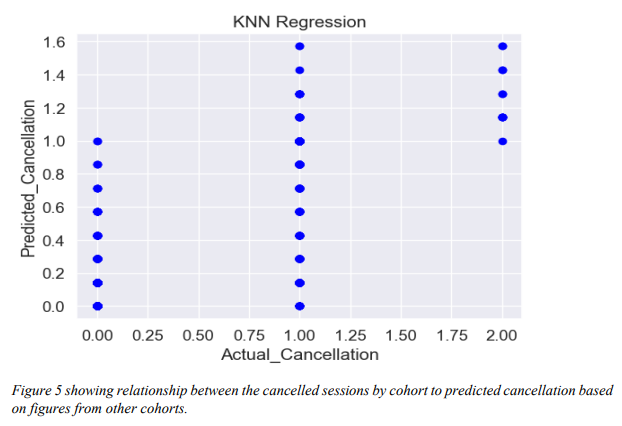 KNN Regression
1.6
1.4
1.2
1.0
0.8
0.6
0.4
0.2
0.0
Predicted_Cancellation
0.00 0.25 0.50 0.75 1.00 1.25 1.50 1.75 2.00
Actual_Cancellation
Figure 5 showing relationship between the cancelled sessions by cohort to predicted cancellation based
on figures from other cohorts.